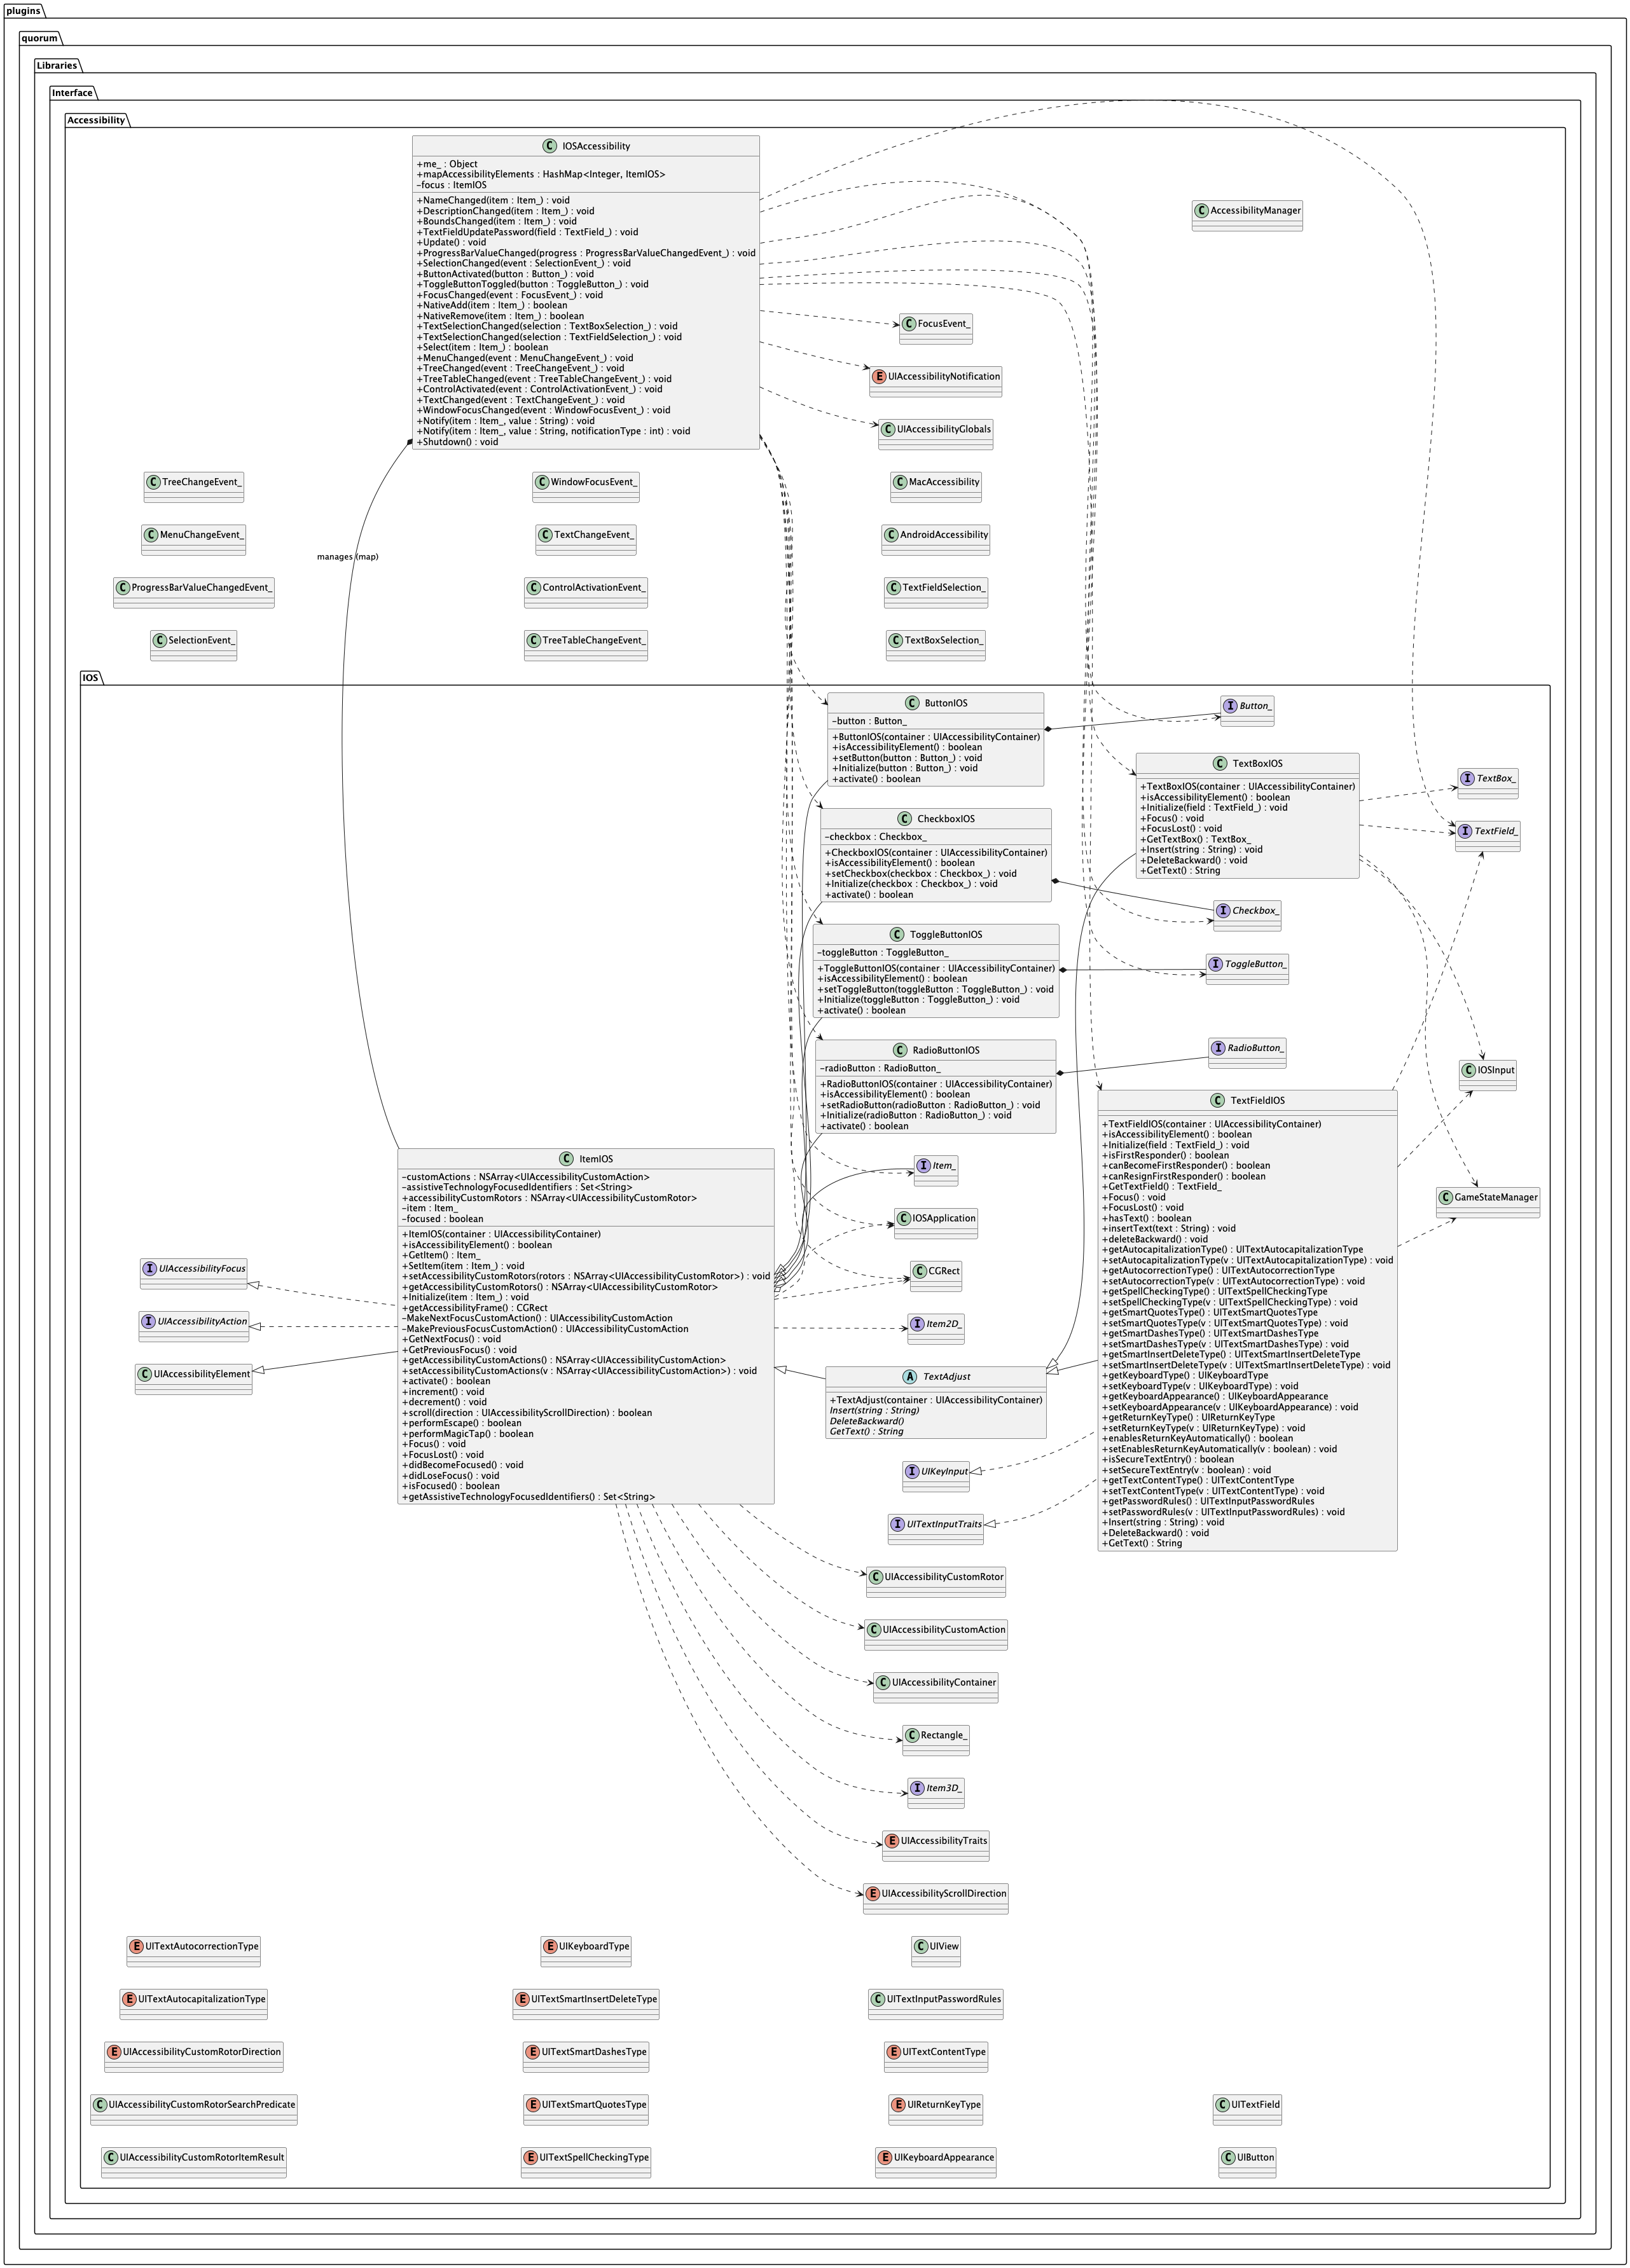 plugins
quorum
Libraries
Interface
Accessibility
C IOSAccessibility
+me_ : Object
+mapAccessibilityElements : HashMap<Integer, ItemIOS>
−focus : ItemIOS
+NameChanged(item : Item_) : void
+DescriptionChanged(item : Item_) : void
+BoundsChanged(item : Item_) : void
+TextFieldUpdatePassword(field : TextField_) : void
+Update() : void
+ProgressBarValueChanged(progress : ProgressBarValueChangedEvent_) : void
+SelectionChanged(event : SelectionEvent_) : void
+ButtonActivated(button : Button_) : void
+ToggleButtonToggled(button : ToggleButton_) : void
+FocusChanged(event : FocusEvent_) : void
+NativeAdd(item : Item_) : boolean
+NativeRemove(item : Item_) : boolean
+TextSelectionChanged(selection : TextBoxSelection_) : void
+TextSelectionChanged(selection : TextFieldSelection_) : void
+Select(item : Item_) : boolean
+MenuChanged(event : MenuChangeEvent_) : void
+TreeChanged(event : TreeChangeEvent_) : void
+TreeTableChanged(event : TreeTableChangeEvent_) : void
+ControlActivated(event : ControlActivationEvent_) : void
+TextChanged(event : TextChangeEvent_) : void
+WindowFocusChanged(event : WindowFocusEvent_) : void
+Notify(item : Item_, value : String) : void
+Notify(item : Item_, value : String, notificationType : int) : void
+Shutdown() : void
C AccessibilityManager
C FocusEvent_
E UIAccessibilityNotification
C UIAccessibilityGlobals
C TreeChangeEvent_
C WindowFocusEvent_
C MacAccessibility
C MenuChangeEvent_
C TextChangeEvent_
C AndroidAccessibility
manages (map)
C ProgressBarValueChangedEvent_
C ControlActivationEvent_
C TextFieldSelection_
C SelectionEvent_
C TreeTableChangeEvent_
C TextBoxSelection_
IOS
C ButtonIOS
−button : Button_
+ButtonIOS(container : UIAccessibilityContainer)
+isAccessibilityElement() : boolean
+setButton(button : Button_) : void
+Initialize(button : Button_) : void
+activate() : boolean
I Button_
C TextBoxIOS
+TextBoxIOS(container : UIAccessibilityContainer)
+isAccessibilityElement() : boolean
+Initialize(field : TextField_) : void
+Focus() : void
+FocusLost() : void
+GetTextBox() : TextBox_
+Insert(string : String) : void
+DeleteBackward() : void
+GetText() : String
I TextBox_
I TextField_
C CheckboxIOS
−checkbox : Checkbox_
+CheckboxIOS(container : UIAccessibilityContainer)
+isAccessibilityElement() : boolean
+setCheckbox(checkbox : Checkbox_) : void
+Initialize(checkbox : Checkbox_) : void
+activate() : boolean
I Checkbox_
C ToggleButtonIOS
−toggleButton : ToggleButton_
+ToggleButtonIOS(container : UIAccessibilityContainer)
+isAccessibilityElement() : boolean
+setToggleButton(toggleButton : ToggleButton_) : void
+Initialize(toggleButton : ToggleButton_) : void
+activate() : boolean
I ToggleButton_
C RadioButtonIOS
−radioButton : RadioButton_
+RadioButtonIOS(container : UIAccessibilityContainer)
+isAccessibilityElement() : boolean
+setRadioButton(radioButton : RadioButton_) : void
+Initialize(radioButton : RadioButton_) : void
+activate() : boolean
I RadioButton_
C IOSInput
C TextFieldIOS
+TextFieldIOS(container : UIAccessibilityContainer)
+isAccessibilityElement() : boolean
+Initialize(field : TextField_) : void
+isFirstResponder() : boolean
+canBecomeFirstResponder() : boolean
+canResignFirstResponder() : boolean
+GetTextField() : TextField_
+Focus() : void
+FocusLost() : void
+hasText() : boolean
+insertText(text : String) : void
+deleteBackward() : void
+getAutocapitalizationType() : UITextAutocapitalizationType
+setAutocapitalizationType(v : UITextAutocapitalizationType) : void
+getAutocorrectionType() : UITextAutocorrectionType
+setAutocorrectionType(v : UITextAutocorrectionType) : void
+getSpellCheckingType() : UITextSpellCheckingType
+setSpellCheckingType(v : UITextSpellCheckingType) : void
+getSmartQuotesType() : UITextSmartQuotesType
+setSmartQuotesType(v : UITextSmartQuotesType) : void
+getSmartDashesType() : UITextSmartDashesType
+setSmartDashesType(v : UITextSmartDashesType) : void
+getSmartInsertDeleteType() : UITextSmartInsertDeleteType
+setSmartInsertDeleteType(v : UITextSmartInsertDeleteType) : void
+getKeyboardType() : UIKeyboardType
+setKeyboardType(v : UIKeyboardType) : void
+getKeyboardAppearance() : UIKeyboardAppearance
+setKeyboardAppearance(v : UIKeyboardAppearance) : void
+getReturnKeyType() : UIReturnKeyType
+setReturnKeyType(v : UIReturnKeyType) : void
+enablesReturnKeyAutomatically() : boolean
+setEnablesReturnKeyAutomatically(v : boolean) : void
+isSecureTextEntry() : boolean
+setSecureTextEntry(v : boolean) : void
+getTextContentType() : UITextContentType
+setTextContentType(v : UITextContentType) : void
+getPasswordRules() : UITextInputPasswordRules
+setPasswordRules(v : UITextInputPasswordRules) : void
+Insert(string : String) : void
+DeleteBackward() : void
+GetText() : String
C GameStateManager
C ItemIOS
−customActions : NSArray<UIAccessibilityCustomAction>
−assistiveTechnologyFocusedIdentifiers : Set<String>
+accessibilityCustomRotors : NSArray<UIAccessibilityCustomRotor>
−item : Item_
−focused : boolean
+ItemIOS(container : UIAccessibilityContainer)
+isAccessibilityElement() : boolean
+GetItem() : Item_
+SetItem(item : Item_) : void
+setAccessibilityCustomRotors(rotors : NSArray<UIAccessibilityCustomRotor>) : void
+getAccessibilityCustomRotors() : NSArray<UIAccessibilityCustomRotor>
+Initialize(item : Item_) : void
+getAccessibilityFrame() : CGRect
−MakeNextFocusCustomAction() : UIAccessibilityCustomAction
−MakePreviousFocusCustomAction() : UIAccessibilityCustomAction
+GetNextFocus() : void
+GetPreviousFocus() : void
+getAccessibilityCustomActions() : NSArray<UIAccessibilityCustomAction>
+setAccessibilityCustomActions(v : NSArray<UIAccessibilityCustomAction>) : void
+activate() : boolean
+increment() : void
+decrement() : void
+scroll(direction : UIAccessibilityScrollDirection) : boolean
+performEscape() : boolean
+performMagicTap() : boolean
+Focus() : void
+FocusLost() : void
+didBecomeFocused() : void
+didLoseFocus() : void
+isFocused() : boolean
+getAssistiveTechnologyFocusedIdentifiers() : Set<String>
I Item_
C IOSApplication
I UIAccessibilityFocus
C CGRect
I UIAccessibilityAction
I Item2D_
C UIAccessibilityElement
A TextAdjust
+TextAdjust(container : UIAccessibilityContainer)
Insert(string : String)
DeleteBackward()
GetText() : String
I UIKeyInput
I UITextInputTraits
C UIAccessibilityCustomRotor
C UIAccessibilityCustomAction
C UIAccessibilityContainer
C Rectangle_
I Item3D_
E UIAccessibilityTraits
E UIAccessibilityScrollDirection
E UITextAutocorrectionType
E UIKeyboardType
C UIView
E UITextAutocapitalizationType
E UITextSmartInsertDeleteType
C UITextInputPasswordRules
E UIAccessibilityCustomRotorDirection
E UITextSmartDashesType
E UITextContentType
C UIAccessibilityCustomRotorSearchPredicate
E UITextSmartQuotesType
E UIReturnKeyType
C UITextField
C UIAccessibilityCustomRotorItemResult
E UITextSpellCheckingType
E UIKeyboardAppearance
C UIButton